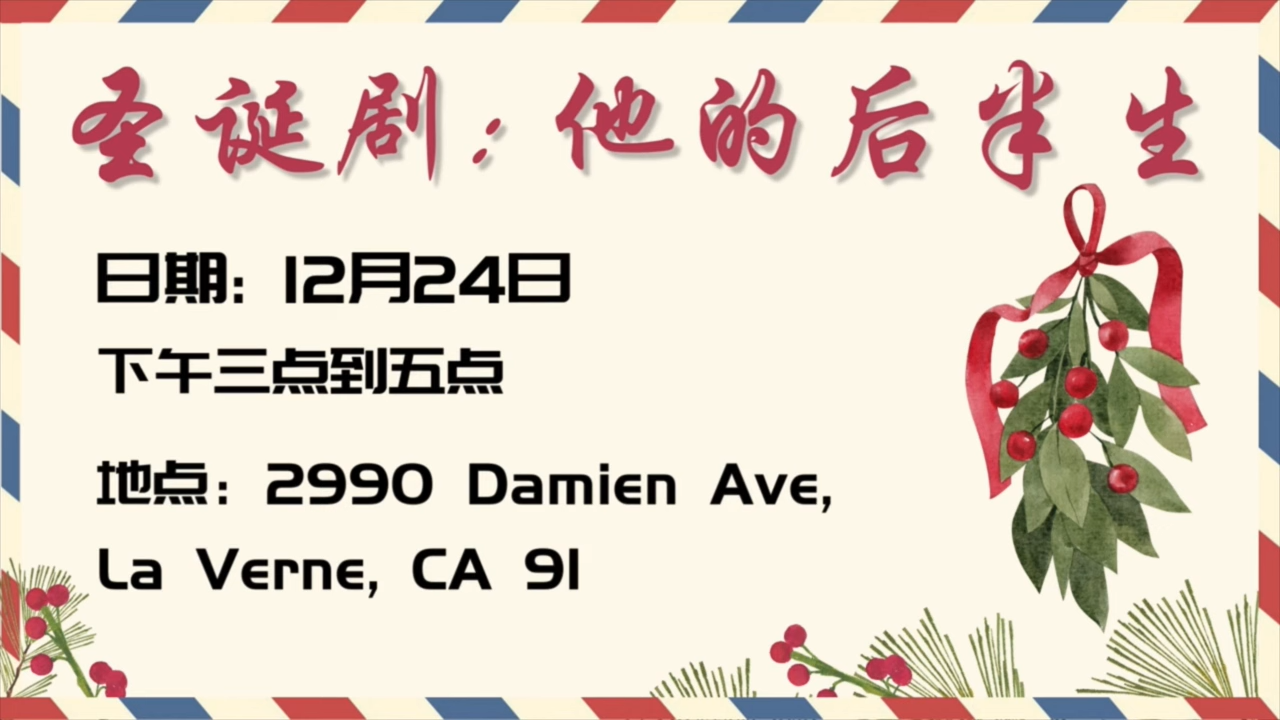 圣诞剧：他的后半生
日期：12月24日
下午三点到五点
地点：2990 Damien Ave,
La Verne, CA 91